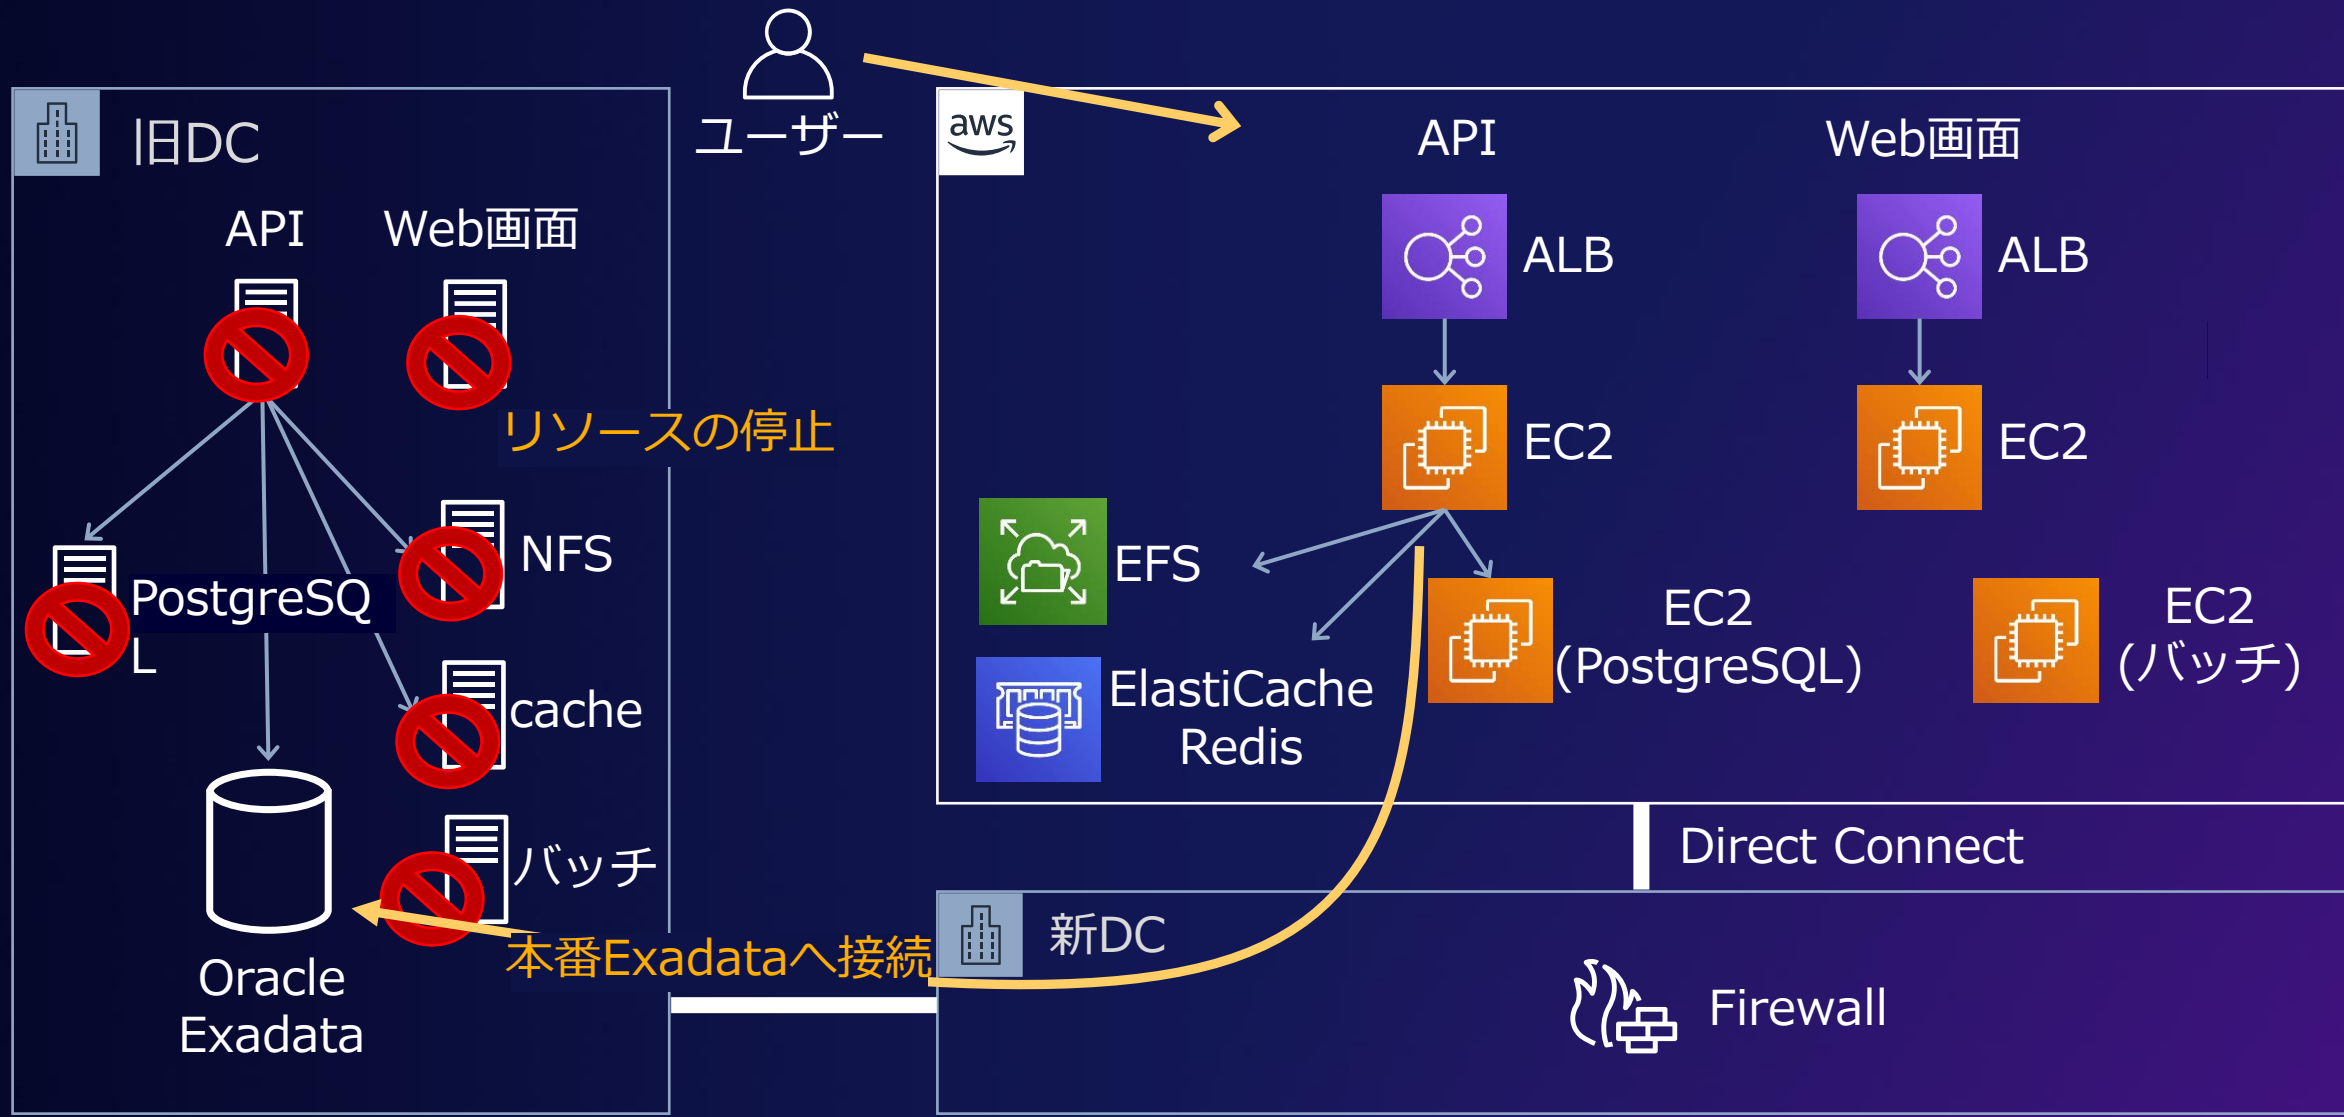 ユーザー
旧DC
API
Web画面
リソースの停止
PostgreSQ
L
NFS
cache
バッチ
Oracle
Exadata
本番Exadataへ接続
aws
API
Web画面
ALB
ALB
EC2
EC2
EFS
ElastiCache
Redis
EC2
(PostgreSQL)
EC2
(バッチ)
Direct Connect
新DC
Firewall